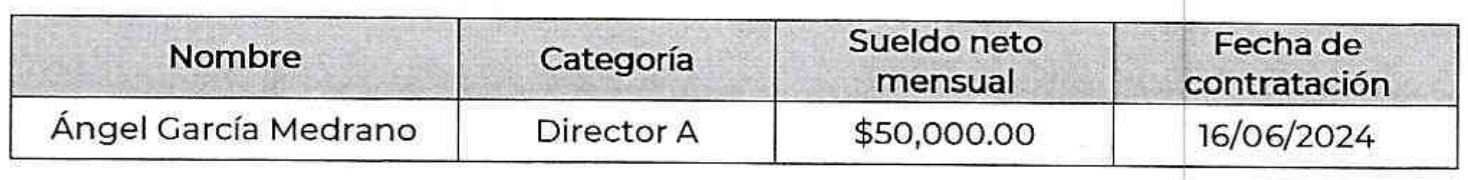 Nombre Categoría Sueldo neto mensual Fecha de contratación
Ángel García Medrano Director A $50,000.00 16/06/2024